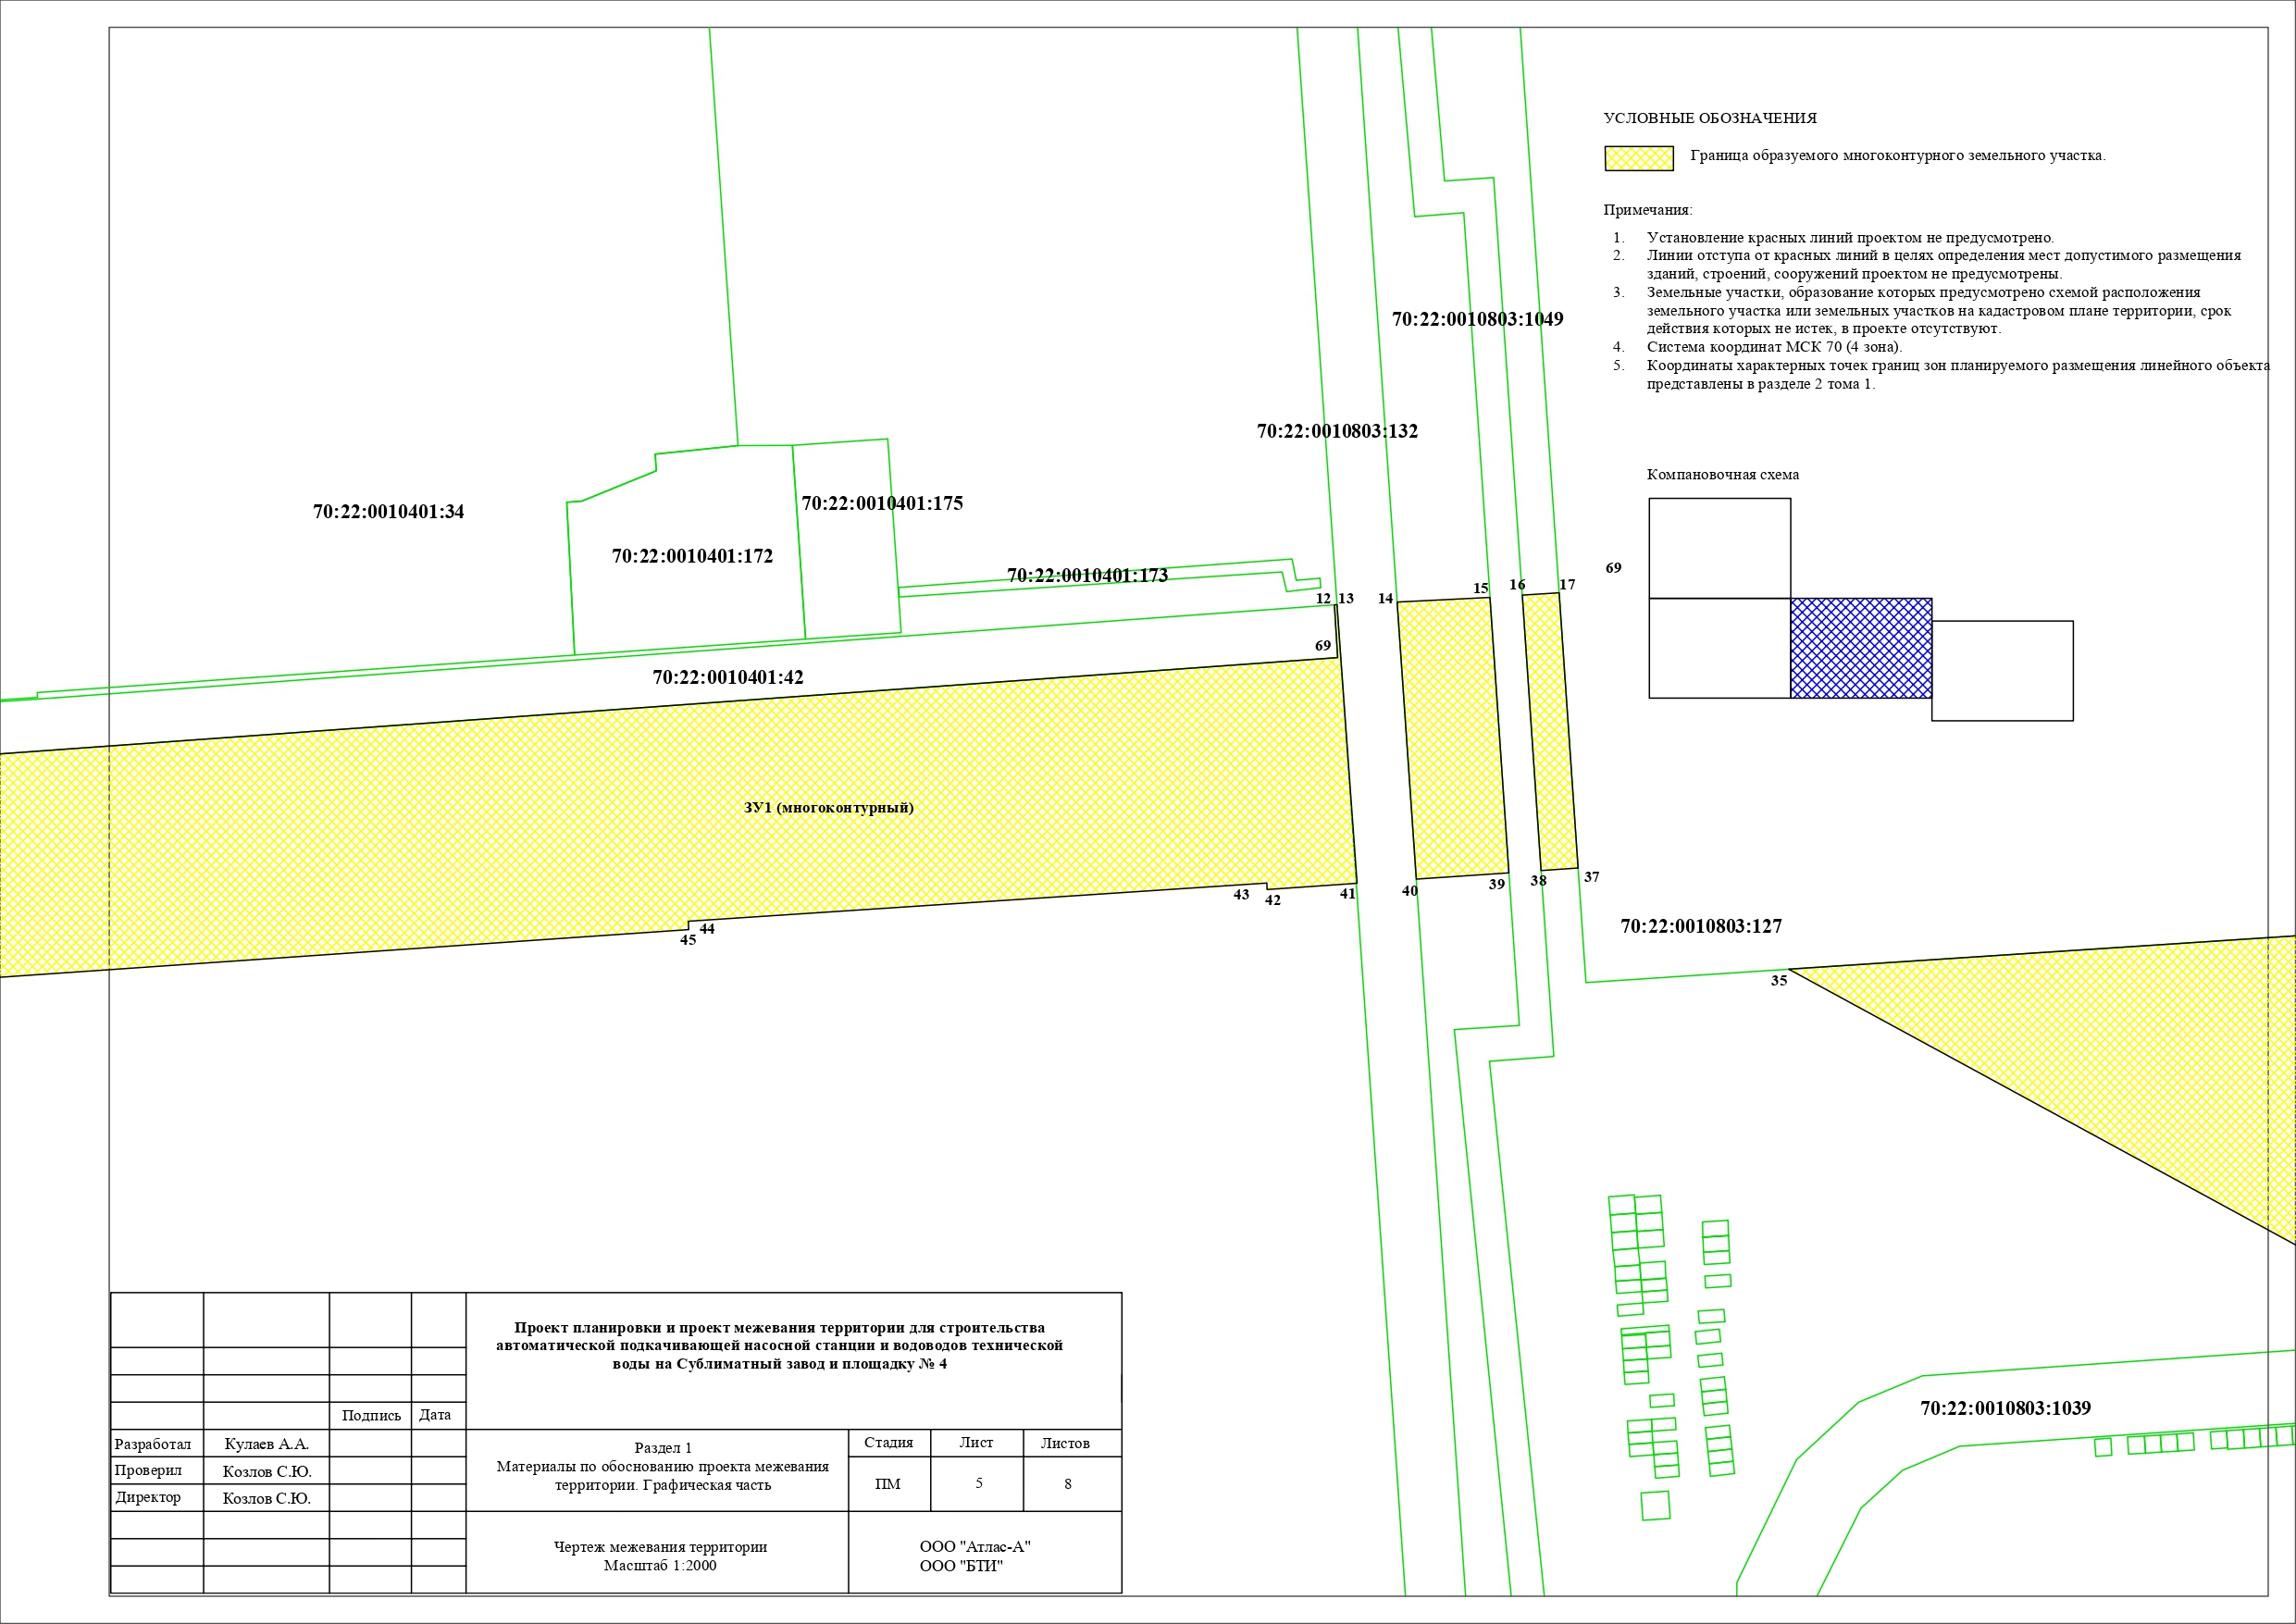 УСЛОВНЫЕ ОБОЗНАЧЕНИЯ
Граница образуемого многоконтурного земельного участка.
Примечания:
1. Установление красных линий проектом не предусмотрено.
2. Линии отступа от красных линий в целях определения мест допустимого размещения
зданий, строений, сооружений проектом не предусмотрены.
3. Земельные участки, образование которых предусмотрено схемой расположения
земельного участка или земельных участков на кадастровом плане территории, срок
действия которых не истек, в проекте отсутствуют.
4. Система координат МСК 70 (4 зона).
5. Координаты характерных точек границ зон планируемого размещения линейного объекта
представлены в разделе 2 тома 1.
70:22:0010803:1049
70:22:0010803:132
Компановочная схема
70:22:0010401:34
70:22:0010401:175
70:22:0010401:172
70:22:0010401:173
69
12 13 14 15 16 17
69
70:22:0010401:42
ЗУ1 (многоконтурный)
43 42 41 40 39 38 37
45 44
70:22:0010803:127
35
70:22:0010803:1039
Проект планировки и проект межевания территории для строительства
автоматической подкачивающей насосной станции и водоводов технической
воды на Сублиматный завод и площадку № 4
Подпись Дата
Разработал Кулаев А.А.
Проверил Козлов С.Ю.
Директор Козлов С.Ю.
Раздел 1
Материалы по обоснованию проекта межевания
территории. Графическая часть
Стадия Лист Листов
ПМ 5 8
Чертеж межевания территории
Масштаб 1:2000
ООО "Атлас-А"
ООО "БТИ"